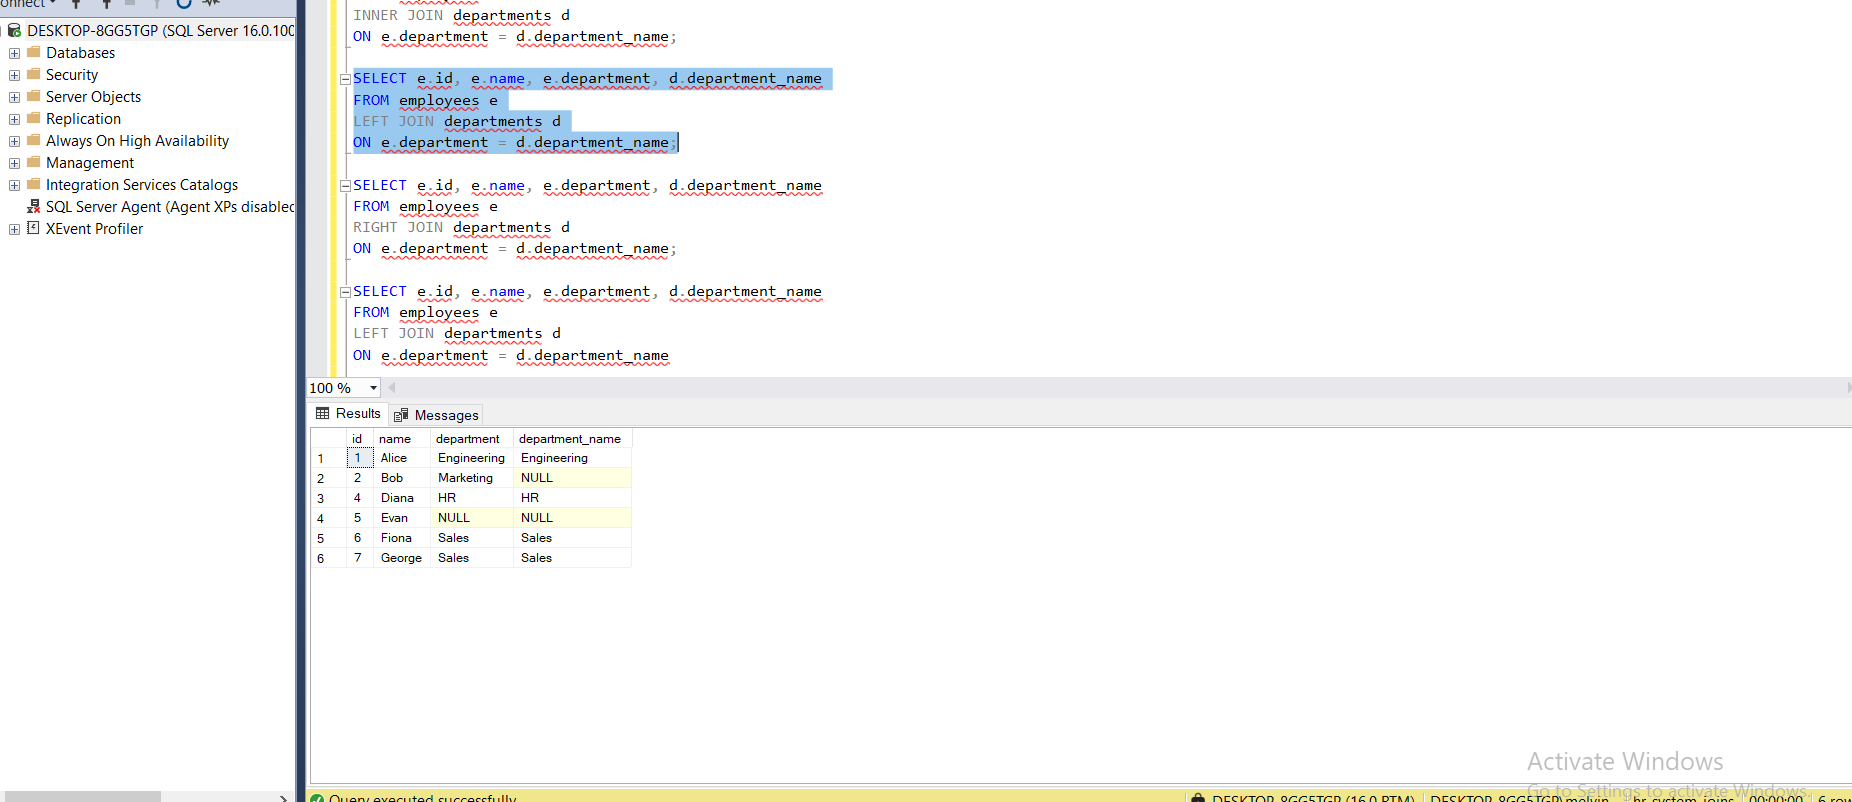 onnect
DESKTOP-8GG5TGP (SQL Server 16.0.100
Databases
Security
Server Objects
Replication
Always On High Availability
Management
Integration Services Catalogs
SQL Server Agent (Agent XPs disabled
XEvent Profiler
INNER JOIN departments d
ON e.department = d.department_name;
SELECT e.id, e.name, e.department, d.department_name
FROM employees e
LEFT JOIN departments d
ON e.department = d.department_name;
SELECT e.id, e.name, e.department, d.department_name
FROM employees e
RIGHT JOIN departments d
ON e.department = d.department_name;
SELECT e.id, e.name, e.department, d.department_name
FROM employees e
LEFT JOIN departments d
ON e.department = d.department_name
100 %
Results Messages
id name department department_name
1 1 Alice Engineering Engineering
2 2 Bob Marketing NULL
3 4 Diana HR HR
4 5 Evan NULL NULL
5 6 Fiona Sales Sales
6 7 George Sales Sales
Activate Windows
Go to Settings to activate Windows.
Query executed successfully
DESKTOP-8GG5TGP (16.0 RTM) DESKTOP-8GG5TGP\melvin hr_system_joins 00:00:00 6 row